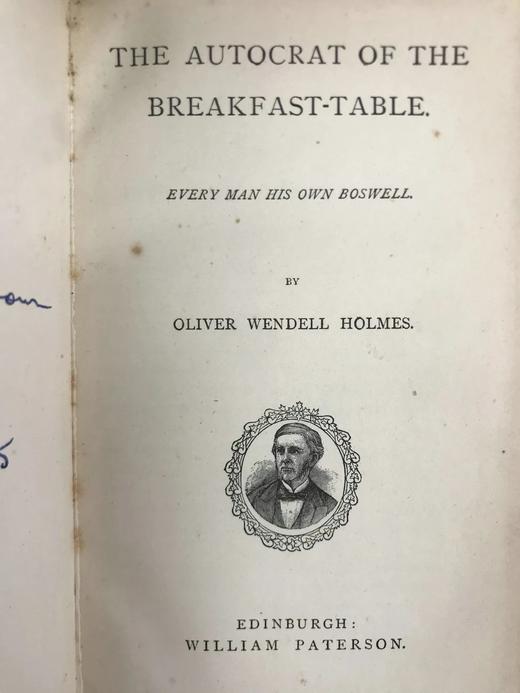 THE AUTOCRAT OF THE
BREAKFAST-TABLE.
EVERY MAN HIS OWN BOSWELL.
BY
OLIVER WENDELL HOLMES.
EDINBURGH:
WILLIAM PATERSON.